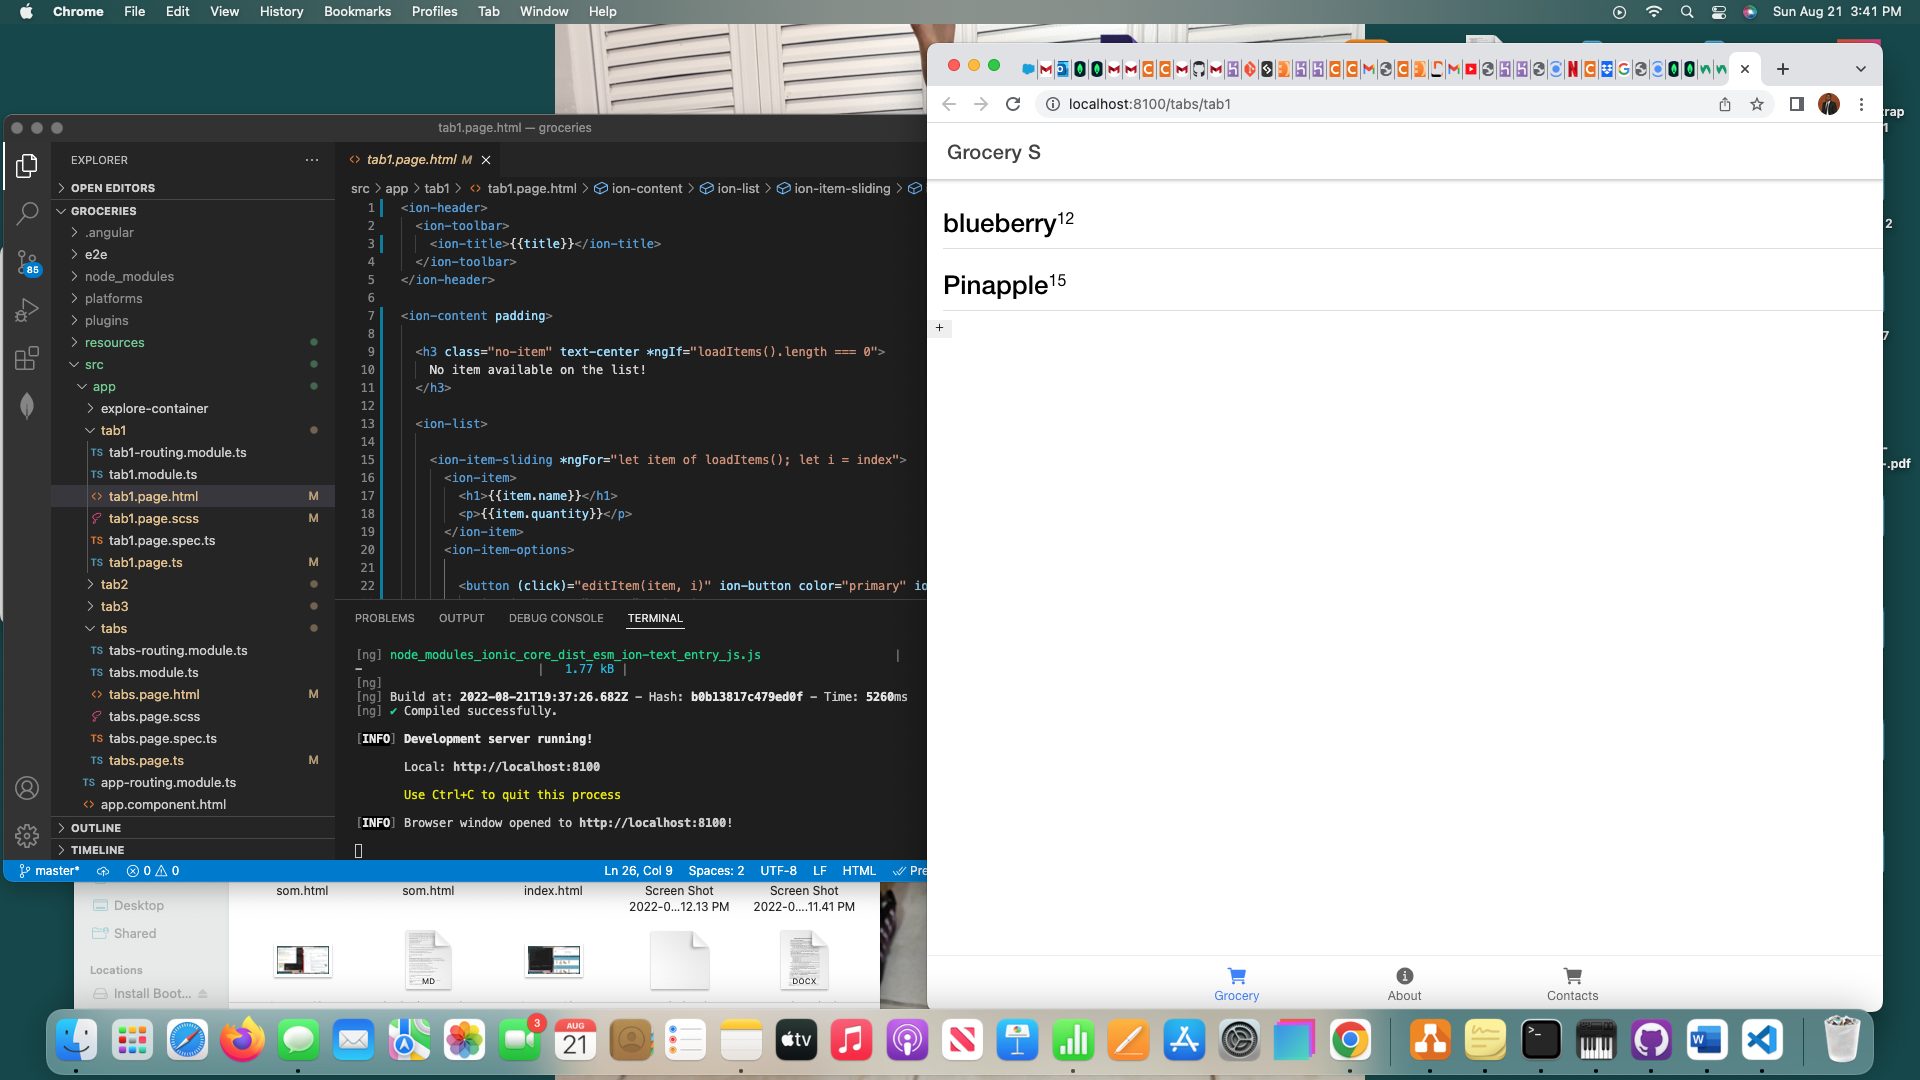 Chrome File Edit View History Bookmarks Profiles Tab Window Help Sun Aug 21 3:41 PM
tab1.page.html — groceries
EXPLORER
OPEN EDITORS
GROCERIES
.angular
e2e
node_modules
platforms
plugins
resources
src
app
explore-container
tab1
TS tab1-routing.module.ts
TS tab1.module.ts
<> tab1.page.html M
tab1.page.scss M
TS tab1.page.spec.ts
TS tab1.page.ts M
tab2
tab3
tabs
TS tabs-routing.module.ts
TS tabs.module.ts
<> tabs.page.html M
tabs.page.scss
TS tabs.page.spec.ts
TS tabs.page.ts M
TS app-routing.module.ts
<> app.component.html
OUTLINE
TIMELINE
85
<> tab1.page.html M
src > app > tab1 > <> tab1.page.html > ion-content > ion-list > ion-item-sliding >
1 <ion-header>
2 <ion-toolbar>
3 <ion-title>{{title}}</ion-title>
4 </ion-toolbar>
5 </ion-header>
6
7 <ion-content padding>
8
9 <h3 class="no-item" text-center *ngIf="loadItems().length === 0">
10 No item available on the list!
11 </h3>
12
13 <ion-list>
14
15 <ion-item-sliding *ngFor="let item of loadItems(); let i = index">
16 <ion-item>
17 <h1>{{item.name}}</h1>
18 <p>{{item.quantity}}</p>
19 </ion-item>
20 <ion-item-options>
21
22 <button (click)="editItem(item, i)" ion-button color="primary" io
PROBLEMS OUTPUT DEBUG CONSOLE TERMINAL
[ng] node_modules_ionic_core_dist_esm_ion-text_entry_js.js |
- | 1.77 kB |
[ng]
[ng] Build at: 2022-08-21T19:37:26.682Z - Hash: b0b13817c479ed0f - Time: 5260ms
[ng] ✔ Compiled successfully.
[INFO] Development server running!
Local: http://localhost:8100
Use Ctrl+C to quit this process
[INFO] Browser window opened to http://localhost:8100!
master* 0 0 Ln 26, Col 9 Spaces: 2 UTF-8 LF HTML Pre
localhost:8100/tabs/tab1
Grocery S
blueberry12
Pinapple15
+
Grocery About Contacts
rap
1
2
7
-.pdf
som.html som.html index.html Screen Shot Screen Shot
2022-0...12.13 PM 2022-0....11.41 PM
Desktop
Shared
Locations
Install Boot...
MD
DOCX
3
AUG
21
tv
W